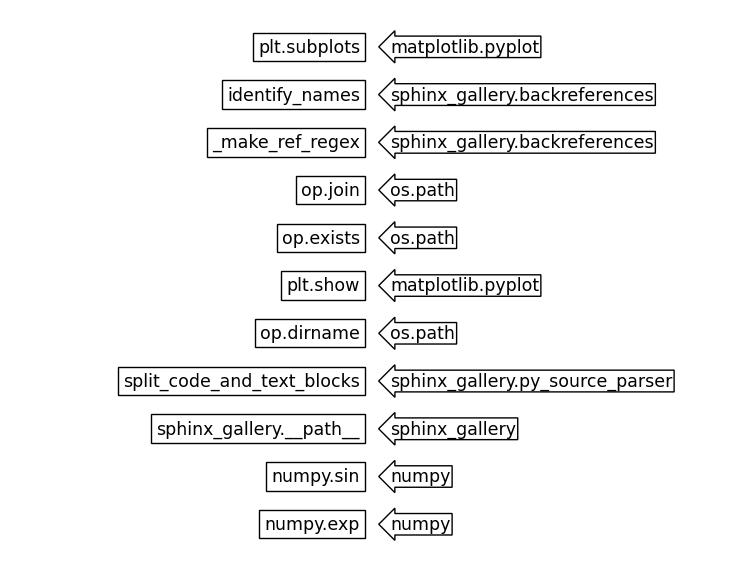 plt.subplots matplotlib.pyplot
identify_names sphinx_gallery.backreferences
_make_ref_regex sphinx_gallery.backreferences
op.join os.path
op.exists os.path
plt.show matplotlib.pyplot
op.dirname os.path
split_code_and_text_blocks sphinx_gallery.py_source_parser
sphinx_gallery.__path__ sphinx_gallery
numpy.sin numpy
numpy.exp numpy